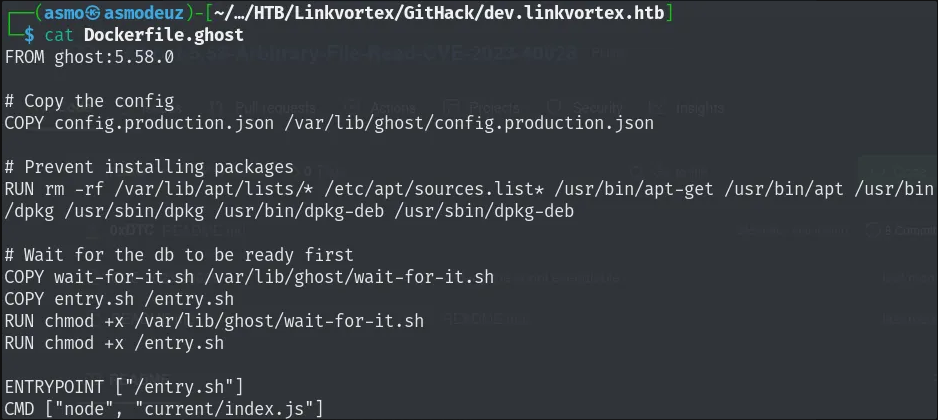 ┌──(asmo㉿asmodeuz)-[~/…/HTB/Linkvortex/GitHack/dev.linkvortex.htb]
└─$ cat Dockerfile.ghost
FROM ghost:5.58.0
# Copy the config
COPY config.production.json /var/lib/ghost/config.production.json
# Prevent installing packages
RUN rm -rf /var/lib/apt/lists/* /etc/apt/sources.list* /usr/bin/apt-get /usr/bin/apt /usr/bin
/dpkg /usr/sbin/dpkg /usr/bin/dpkg-deb /usr/sbin/dpkg-deb
# Wait for the db to be ready first
COPY wait-for-it.sh /var/lib/ghost/wait-for-it.sh
COPY entry.sh /entry.sh
RUN chmod +x /var/lib/ghost/wait-for-it.sh
RUN chmod +x /entry.sh
ENTRYPOINT ["/entry.sh"]
CMD ["node", "current/index.js"]